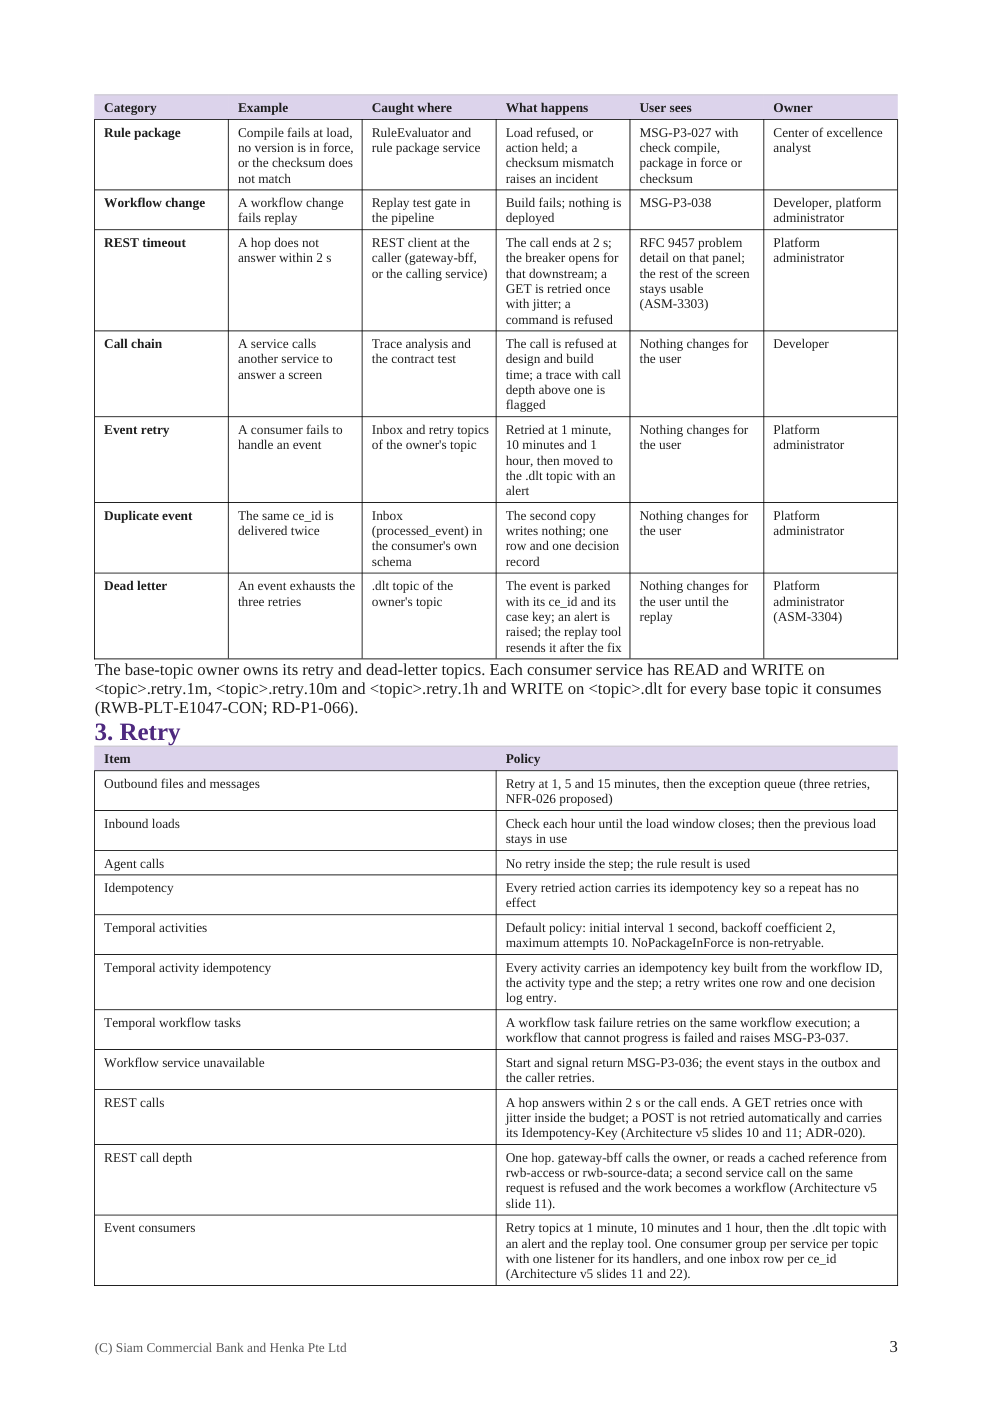 Category Example Caught where What happens User sees Owner
Rule package Compile fails at load, RuleEvaluator and Load refused, or MSG-P3-027 with Center of excellence
no version is in force, rule package service action held; a check compile, analyst
or the checksum does checksum mismatch package in force or
not match raises an incident checksum
Workflow change A workflow change Replay test gate in Build fails; nothing is MSG-P3-038 Developer, platform
fails replay the pipeline deployed administrator
REST timeout A hop does not REST client at the The call ends at 2 s; RFC 9457 problem Platform
answer within 2 s caller (gateway-bff, the breaker opens for detail on that panel; administrator
or the calling service) that downstream; a the rest of the screen
GET is retried once stays usable
with jitter; a (ASM-3303)
command is refused
Call chain A service calls Trace analysis and The call is refused at Nothing changes for Developer
another service to the contract test design and build the user
answer a screen time; a trace with call
depth above one is
flagged
Event retry A consumer fails to Inbox and retry topics Retried at 1 minute, Nothing changes for Platform
handle an event of the owner's topic 10 minutes and 1 the user administrator
hour, then moved to
the .dlt topic with an
alert
Duplicate event The same ce_id is Inbox The second copy Nothing changes for Platform
delivered twice (processed_event) in writes nothing; one the user administrator
the consumer's own row and one decision
schema record
Dead letter An event exhausts the .dlt topic of the The event is parked Nothing changes for Platform
three retries owner's topic with its ce_id and its the user until the administrator
case key; an alert is replay (ASM-3304)
raised; the replay tool
resends it after the fix
The base-topic owner owns its retry and dead-letter topics. Each consumer service has READ and WRITE on
<topic>.retry.1m, <topic>.retry.10m and <topic>.retry.1h and WRITE on <topic>.dlt for every base topic it consumes
(RWB-PLT-E1047-CON; RD-P1-066).
3. Retry
Item Policy
Outbound files and messages Retry at 1, 5 and 15 minutes, then the exception queue (three retries,
NFR-026 proposed)
Inbound loads Check each hour until the load window closes; then the previous load
stays in use
Agent calls No retry inside the step; the rule result is used
Idempotency Every retried action carries its idempotency key so a repeat has no
effect
Temporal activities Default policy: initial interval 1 second, backoff coefficient 2,
maximum attempts 10. NoPackageInForce is non-retryable.
Temporal activity idempotency Every activity carries an idempotency key built from the workflow ID,
the activity type and the step; a retry writes one row and one decision
log entry.
Temporal workflow tasks A workflow task failure retries on the same workflow execution; a
workflow that cannot progress is failed and raises MSG-P3-037.
Workflow service unavailable Start and signal return MSG-P3-036; the event stays in the outbox and
the caller retries.
REST calls A hop answers within 2 s or the call ends. A GET retries once with
jitter inside the budget; a POST is not retried automatically and carries
its Idempotency-Key (Architecture v5 slides 10 and 11; ADR-020).
REST call depth One hop. gateway-bff calls the owner, or reads a cached reference from
rwb-access or rwb-source-data; a second service call on the same
request is refused and the work becomes a workflow (Architecture v5
slide 11).
Event consumers Retry topics at 1 minute, 10 minutes and 1 hour, then the .dlt topic with
an alert and the replay tool. One consumer group per service per topic
with one listener for its handlers, and one inbox row per ce_id
(Architecture v5 slides 11 and 22).
(C) Siam Commercial Bank and Henka Pte Ltd 3